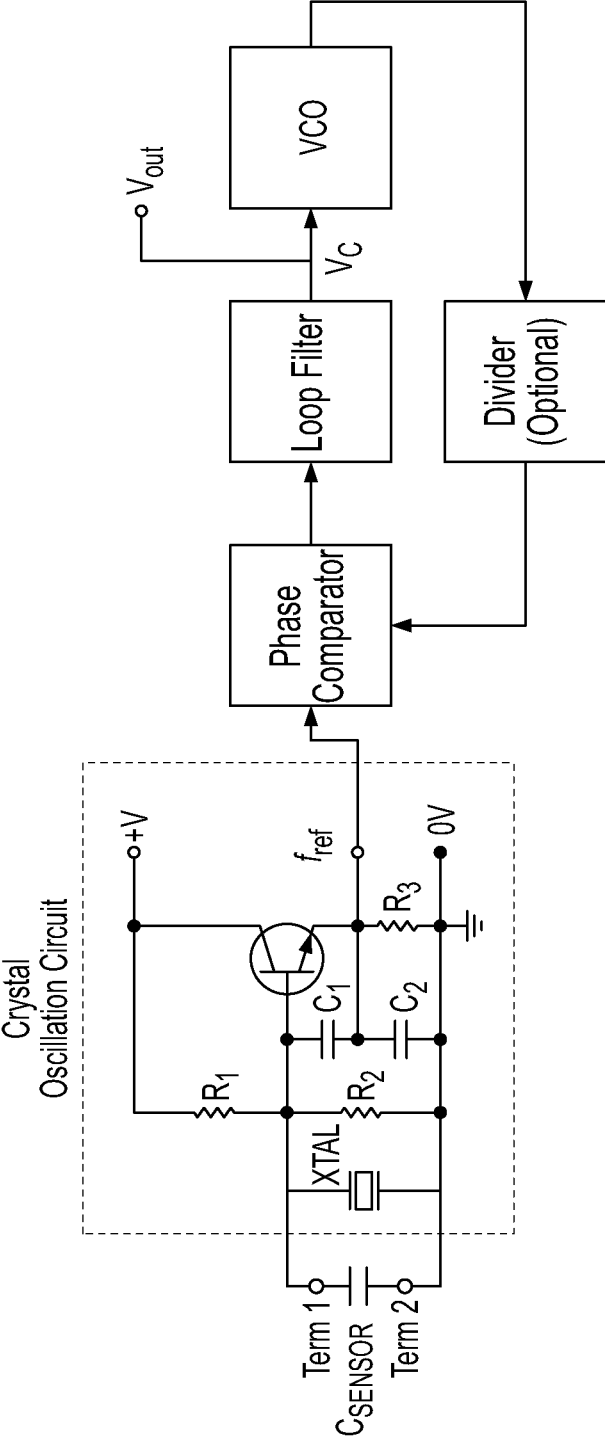 Crystal
Oscillation Circuit
+V
R1
XTAL
R2
C1
C2
fref
R3
0V
Term 1
CSENSOR
Term 2
Phase
Comparator
Loop Filter
VC
Vout
VCO
Divider
(Optional)